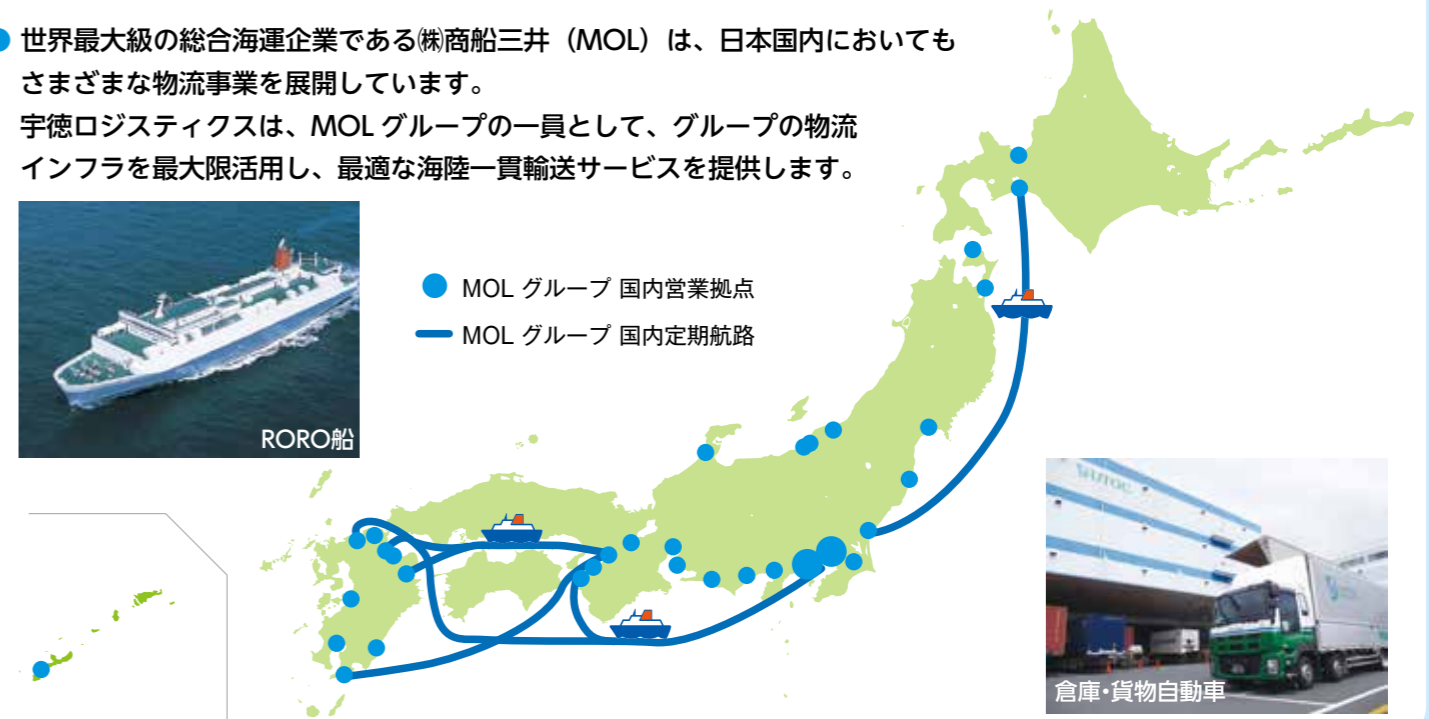 世界最大級の総合海運企業である㈱商船三井（MOL）は、日本国内においても
さまざまな物流事業を展開しています。
宇徳ロジスティクスは、MOL グループの一員として、グループの物流
インフラを最大限活用し、最適な海陸一貫輸送サービスを提供します。
RORO船
MOL グループ 国内営業拠点
MOL グループ 国内定期航路
UTOC
倉庫・貨物自動車